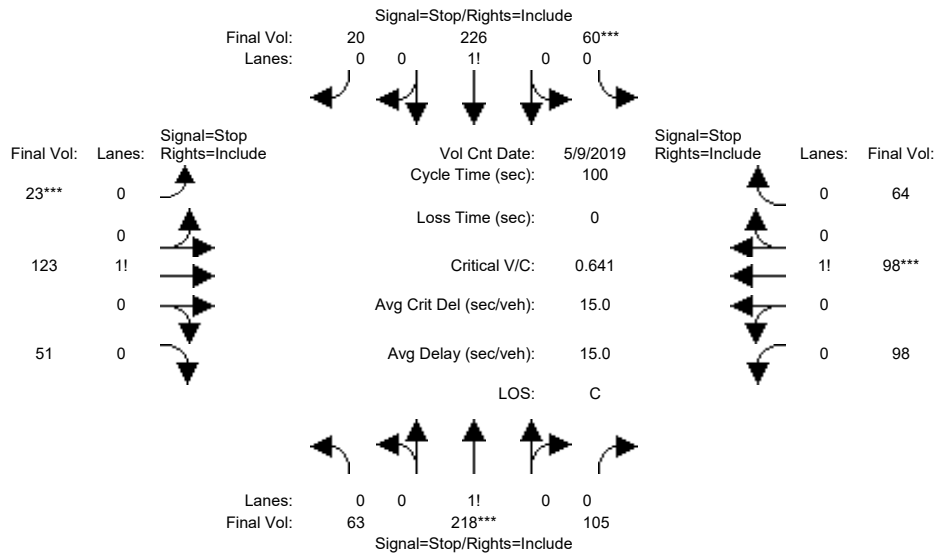 Signal=Stop/Rights=Include
Final Vol: 20 226 60***
Lanes: 0 0 1! 0 0
Signal=Stop Signal=Stop
Final Vol: Lanes: Rights=Include Vol Cnt Date: 5/9/2019 Rights=Include Lanes: Final Vol:
Cycle Time (sec): 100
23*** 0 0 64
Loss Time (sec): 0
0 0
123 1! Critical V/C: 0.641 1! 98***
0 Avg Crit Del (sec/veh): 15.0 0
51 0 Avg Delay (sec/veh): 15.0 0 98
LOS: C
Lanes: 0 0 1! 0 0
Final Vol: 63 218*** 105
Signal=Stop/Rights=Include